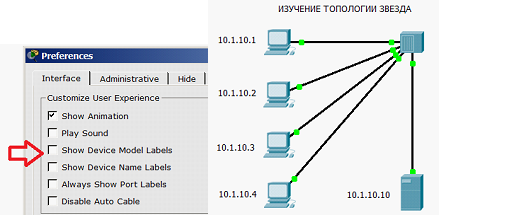 Preferences
Interface Administrative Hide
Customize User Experience
Show Animation
Play Sound
Show Device Model Labels
Show Device Name Labels
Always Show Port Labels
Disable Auto Cable
ИЗУЧЕНИЕ ТОПОЛОГИИ ЗВЕЗДА
10.1.10.1
10.1.10.2
10.1.10.3
10.1.10.4
10.1.10.10